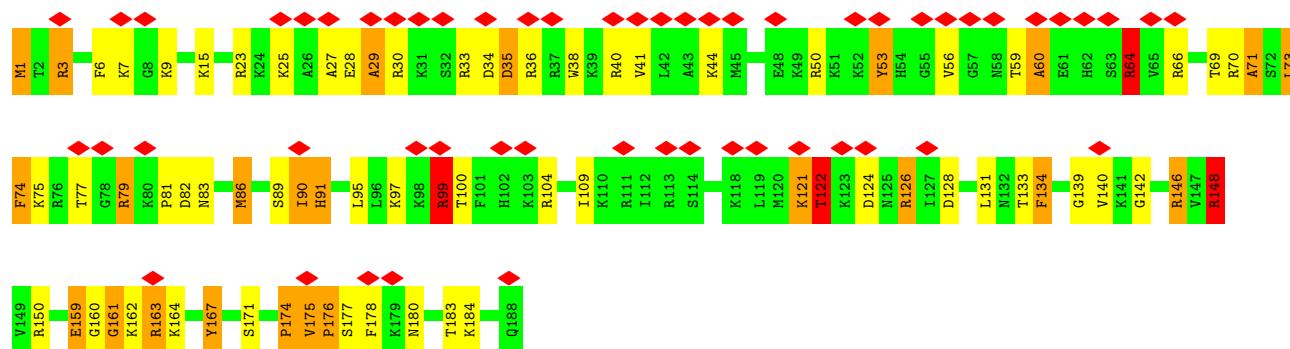 M1 T2 R3 F6 K7 G8 K9 K15 R23 K24 K25 A26 A27 E28 A29 R30 K31 S32 R33 D34 D35 R36 R37 W38 K39 R40 V41 L42 A43 K44 M45 E48 K49 R50 K51 K52 Y53 H54 G55 V56 G57 N58 T59 A60 E61 H62 S63 R64 V65 R66 T69 R70 A71 S72 L73
F74 K75 R76 T77 G78 R79 K80 P81 D82 N83 M86 S89 I90 H91 L95 L96 K97 K98 R99 T100 F101 H102 K103 R104 I109 K110 R111 I112 R113 S114 K118 L119 M120 K121 T122 K123 D124 N125 R126 I127 D128 L131 N132 T133 F134 G139 V140 K141 G142 R146 V147 R148
V149 R150 E159 G160 G161 K162 R163 K164 Y167 S171 P174 V175 P176 S177 F178 K179 N180 T183 K184 Q188